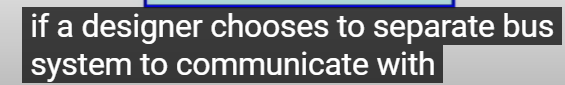 if a designer chooses to separate bus
system to communicate with